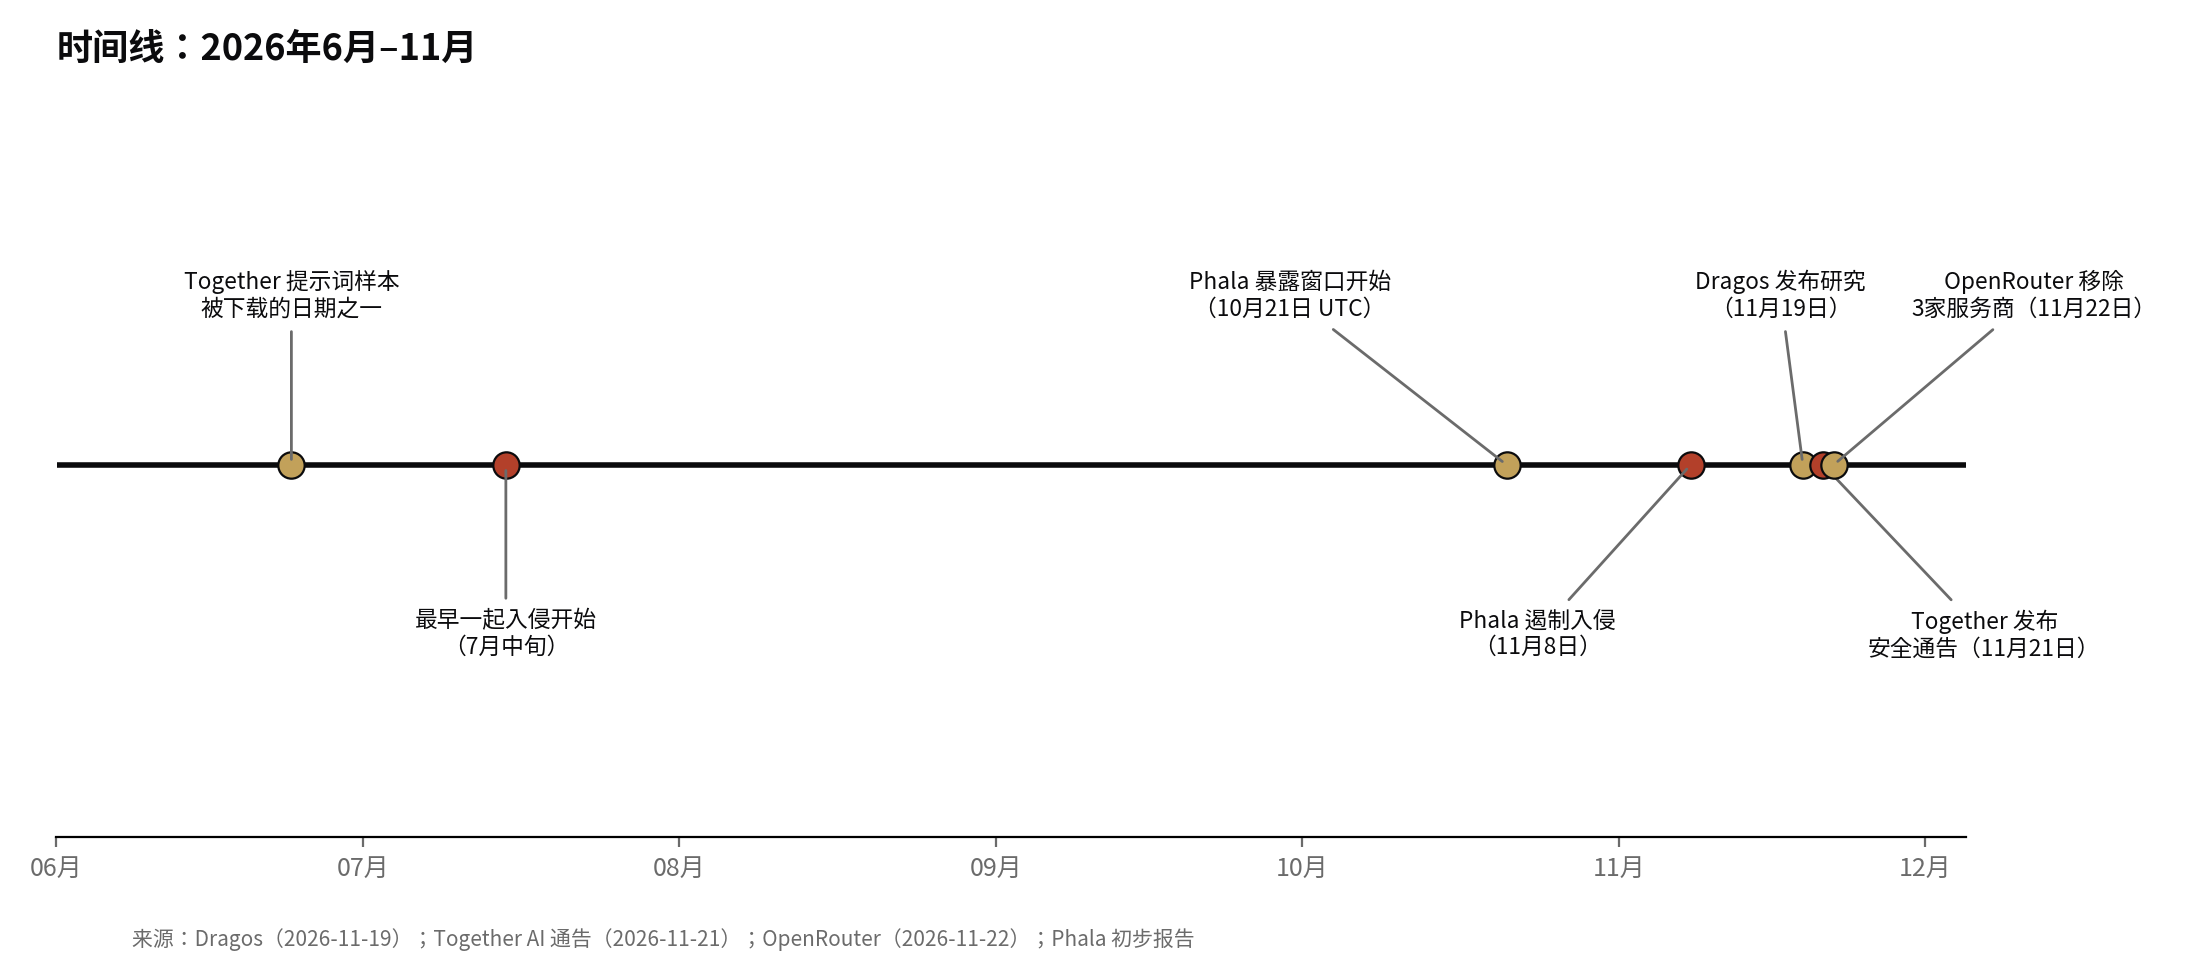 时间线：2026年6月–11月
Together 提示词样本
被下载的日期之一
Phala 暴露窗口开始
（10月21日 UTC）
Dragos 发布研究
（11月19日）
OpenRouter 移除
3家服务商（11月22日）
最早一起入侵开始
（7月中旬）
Phala 遏制入侵
（11月8日）
Together 发布
安全通告（11月21日）
06月
07月
08月
09月
10月
11月
12月
来源：Dragos（2026-11-19）；Together AI 通告（2026-11-21）；OpenRouter（2026-11-22）；Phala 初步报告